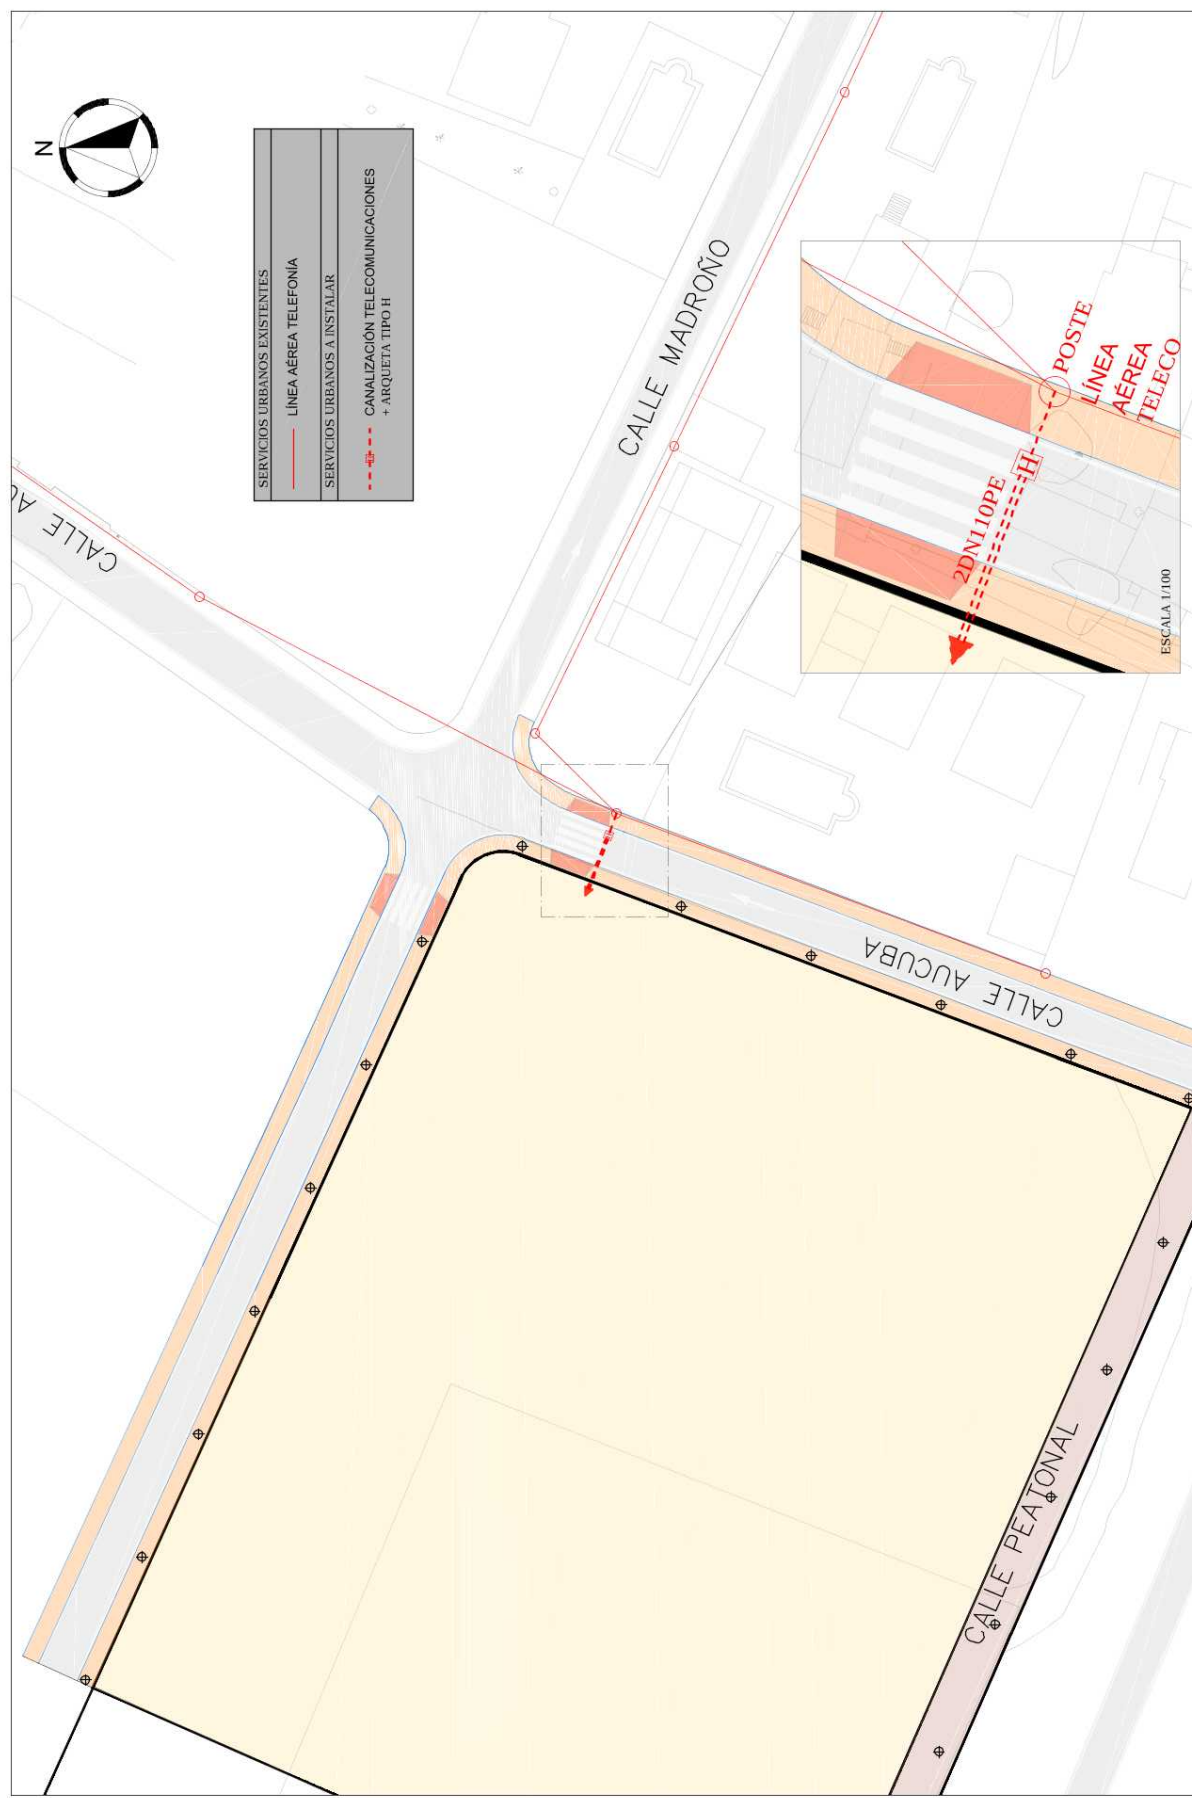 N
SERVICIOS URBANOS EXISTENTES
LÍNEA AÉREA TELEFONÍA
SERVICIOS URBANOS A INSTALAR
H
CANALIZACIÓN TELECOMUNICACIONES
+ ARQUETA TIPO H
CALLE AU
CALLE MADROÑO
POSTE
LÍNEA
AÉREA
TELECO
H
2DN110PE
ESCALA 1/100
CALLE AUCUBA
CALLE PEATONAL